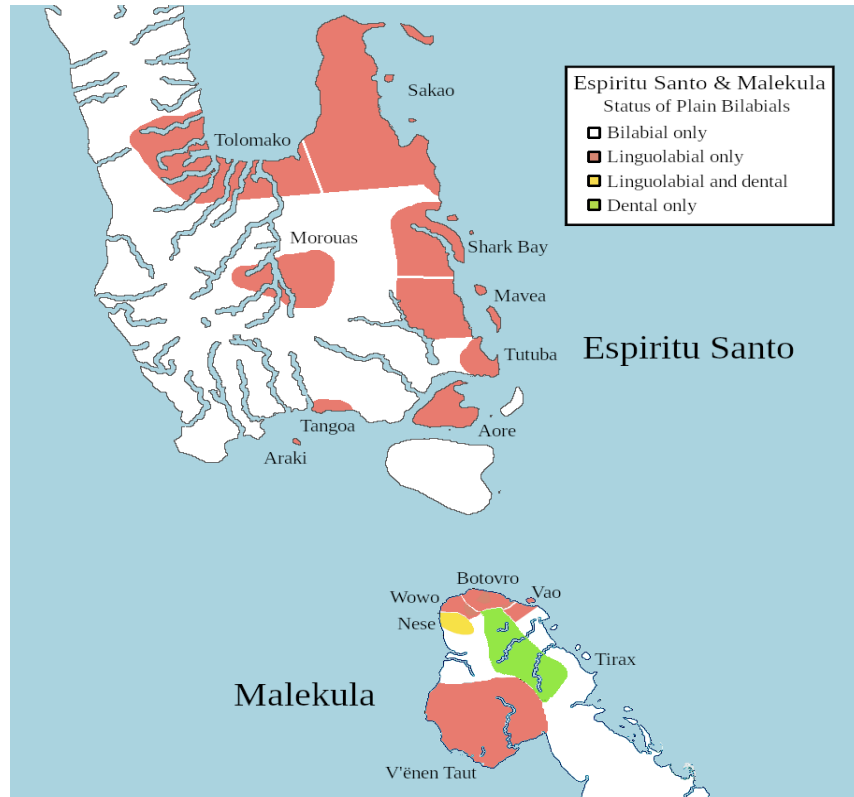 Espiritu Santo & Malekula
Status of Plain Bilabials
Bilabial only
Linguolabial only
Linguolabial and dental
Dental only
Sakao
Tolomako
Morouas
Shark Bay
Mavea
Tutuba
Espiritu Santo
Tangoa
Aore
Araki
Botovro
Wowo
Vao
Nese
Tirax
Malekula
V'ënen Taut